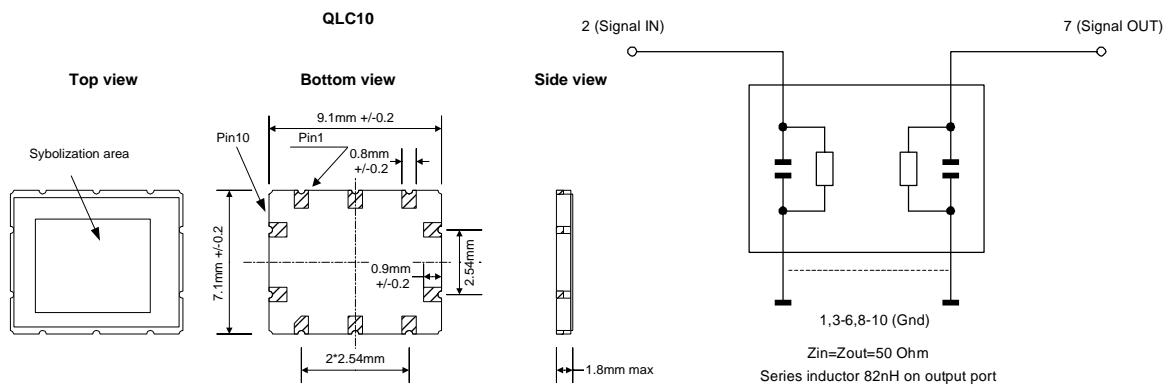 QLC10
2 (Signal IN)
7 (Signal OUT)
Top view
Bottom view
Side view
9.1mm +/-0.2
Pin10
Pin1
0.8mm
+/-0.2
Sybolization area
7.1mm +/-0.2
0.9mm
+/-0.2
2.54mm
2*2.54mm
1.8mm max
1,3-6,8-10 (Gnd)
Zin=Zout=50 Ohm
Series inductor 82nH on output port